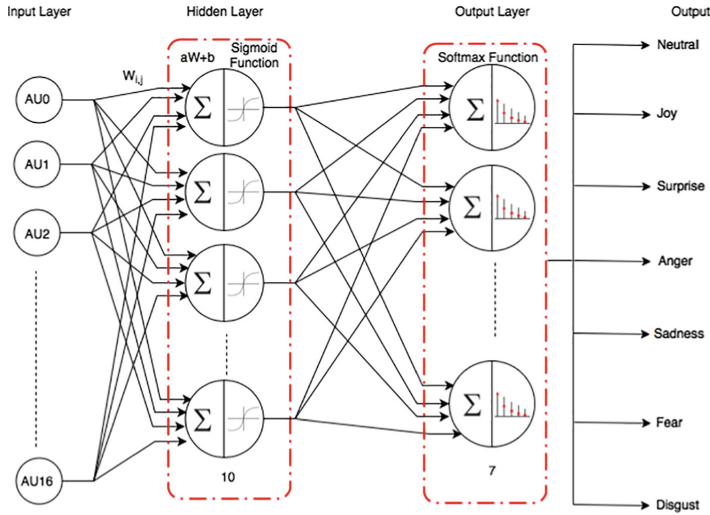 Input Layer
Hidden Layer
Output Layer
Output
aW+b
Sigmoid
Function
Softmax Function
Wi,j
AU0
AU1
AU2
AU16
Σ
Σ
Σ
Σ
10
Σ
Σ
Σ
7
Neutral
Joy
Surprise
Anger
Sadness
Fear
Disgust